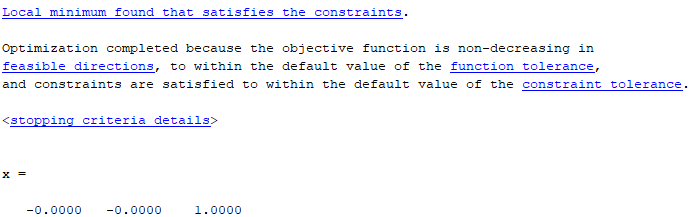 Local minimum found that satisfies the constraints.
Optimization completed because the objective function is non-decreasing in
feasible directions, to within the default value of the function tolerance,
and constraints are satisfied to within the default value of the constraint tolerance.
<stopping criteria details>
x =
-0.0000 -0.0000 1.0000